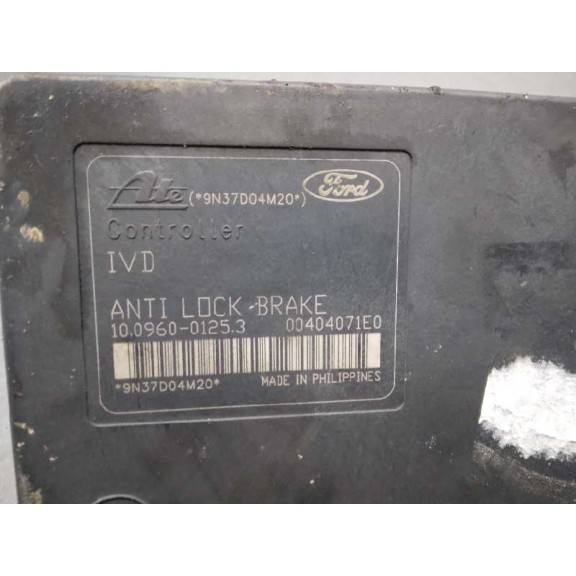 Ate (*9N37D04M20*) Ford
Controller
IVD
ANTI LOCK-BRAKE
10.0960-0125.3 00404071E0
*9N37D04M20* MADE IN PHILIPPINES